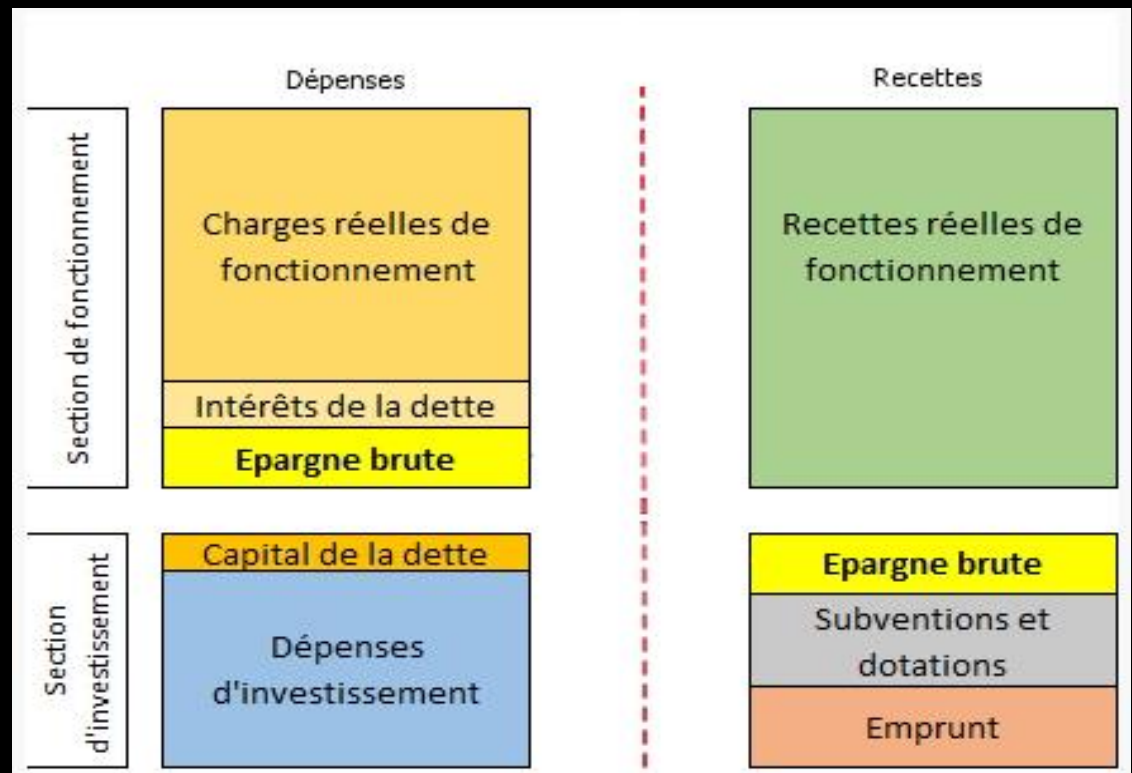 Dépenses
Recettes
Section de fonctionnement
Charges réelles de
fonctionnement
Intérêts de la dette
Epargne brute
Recettes réelles de
fonctionnement
Section
d'investissement
Capital de la dette
Dépenses
d'investissement
Epargne brute
Subventions et
dotations
Emprunt